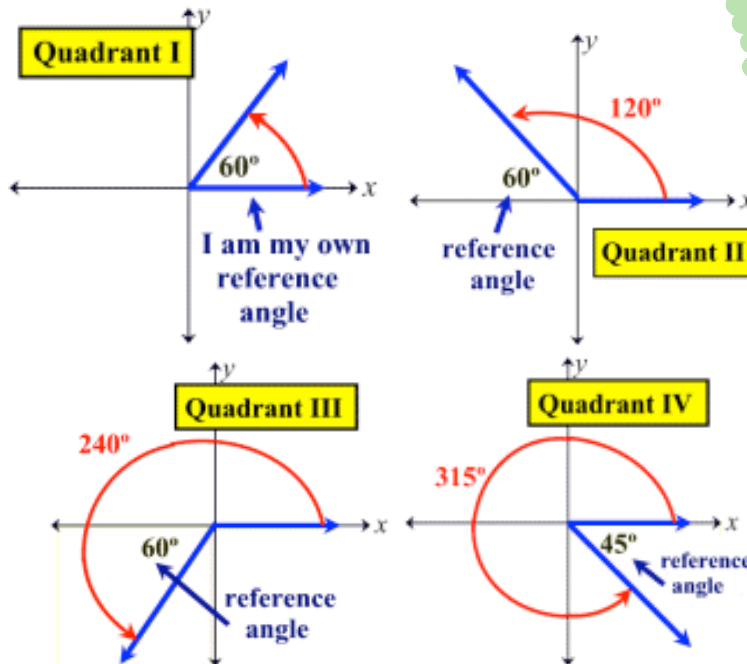 Quadrant I
y
60º
x
I am my own
reference
angle
y
120º
60º
x
reference
angle
Quadrant II
y
Quadrant III
240º
x
60º
reference
angle
y
Quadrant IV
315º
x
45º
reference
angle